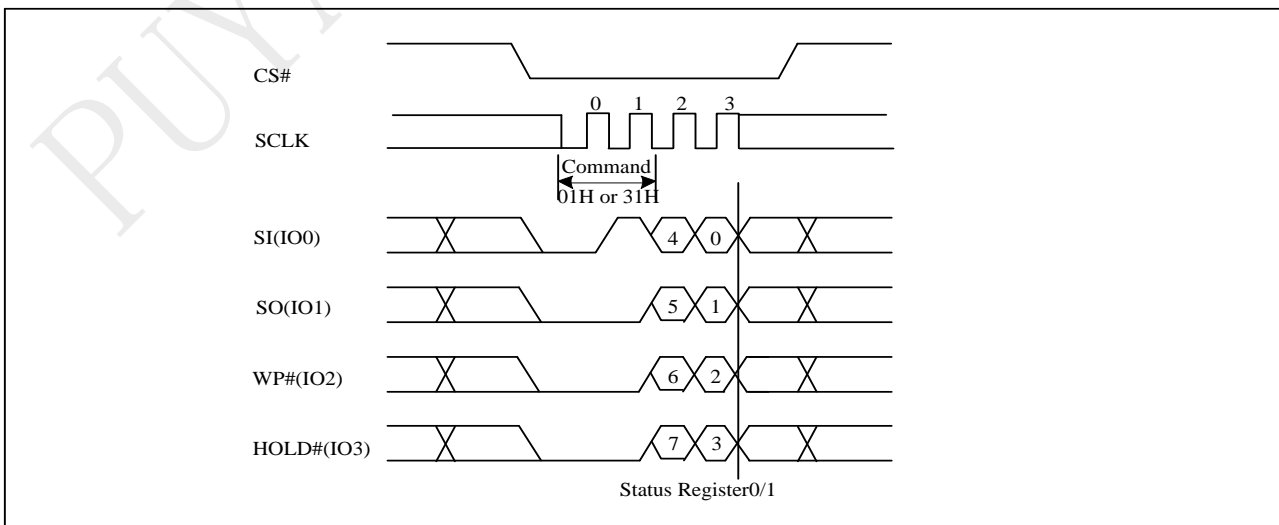 PUYA
CS#
0 1 2 3
SCLK
Command
01H or 31H
SI(IO0) 4 0
SO(IO1) 5 1
WP#(IO2) 6 2
HOLD#(IO3) 7 3
Status Register0/1